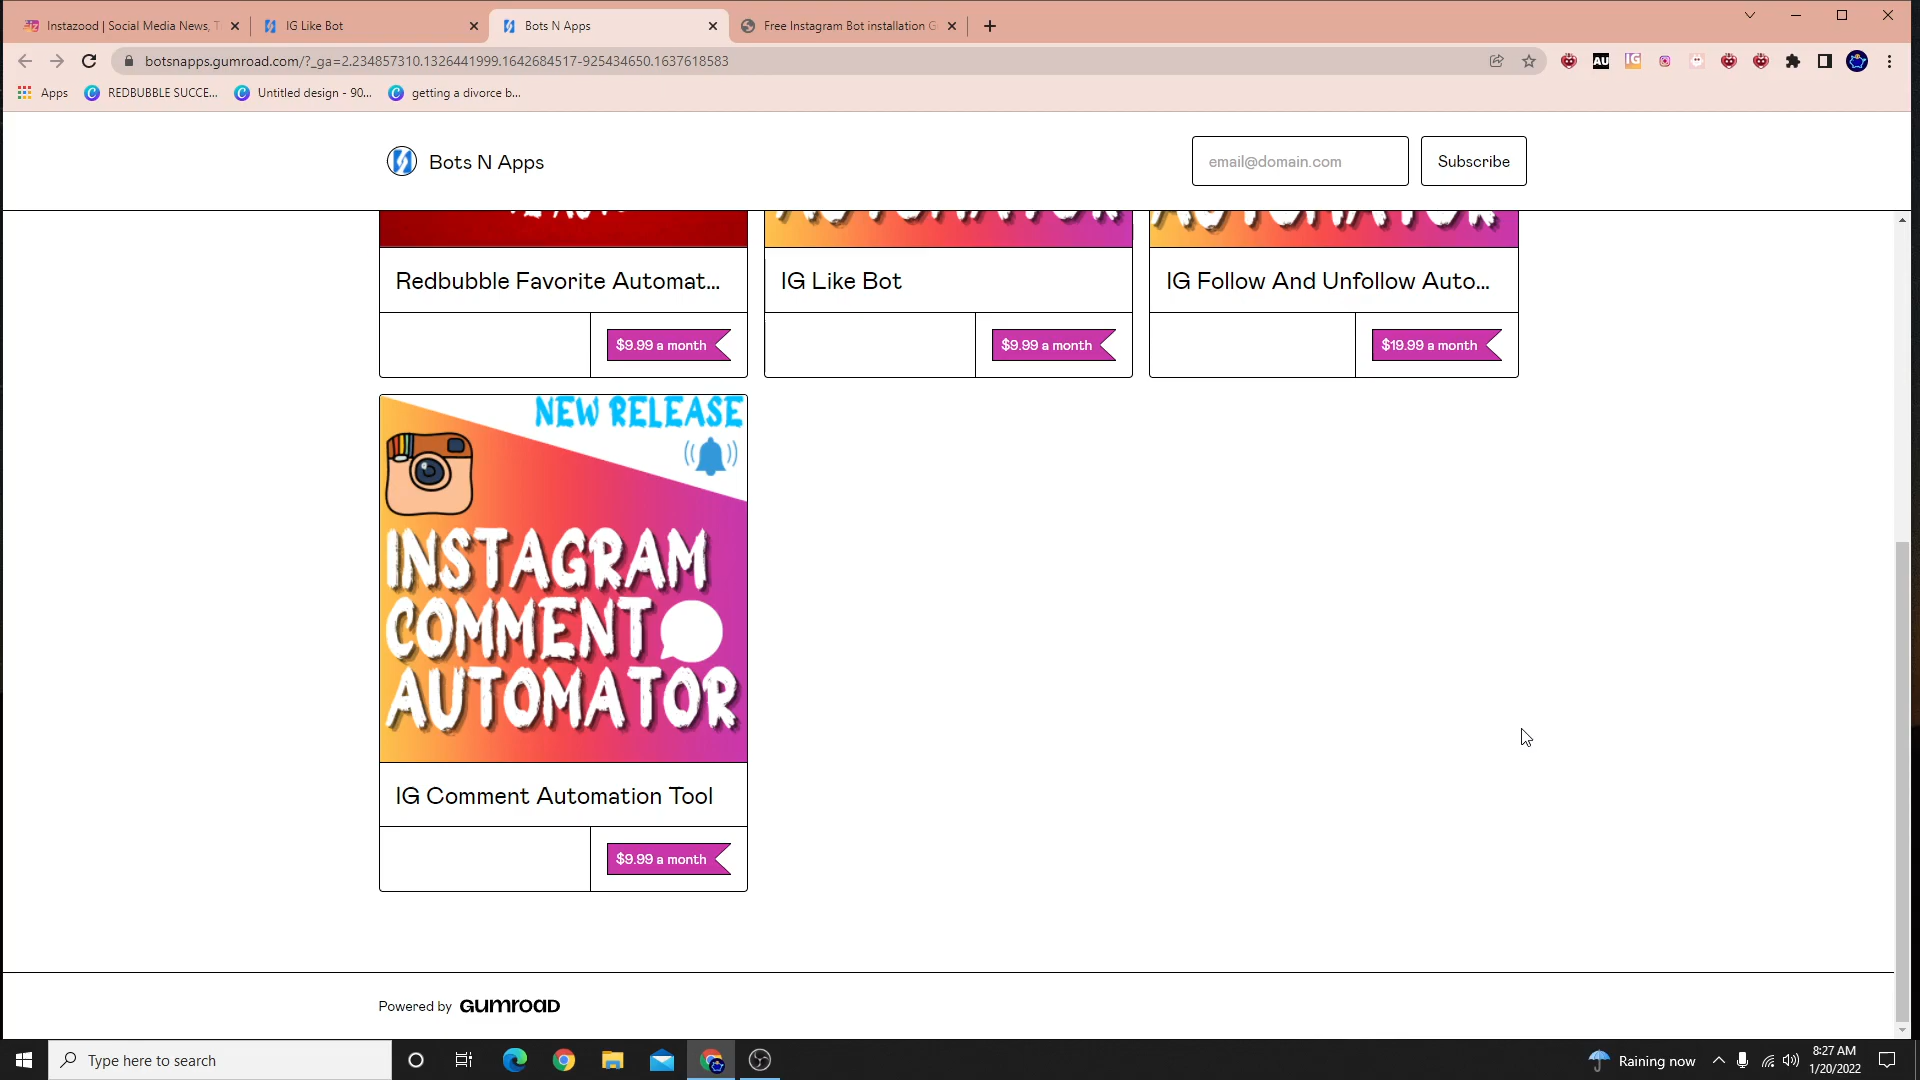 Instazood | Social Media News, T
IG Like Bot
Bots N Apps
Free Instagram Bot installation G
botsnapps.gumroad.com/?_ga=2.234857310.1326441999.1642684517-925434650.1637618583
AU
IG
Apps
REDBUBBLE SUCCE...
Untitled design - 90...
getting a divorce b...
Bots N Apps
email@domain.com
Subscribe
AUTOMATOR
AUTOMATOR
Redbubble Favorite Automat...
IG Like Bot
IG Follow And Unfollow Auto...
$9.99 a month
$9.99 a month
$19.99 a month
NEW RELEASE
INSTAGRAM
COMMENT
AUTOMATOR
IG Comment Automation Tool
$9.99 a month
Powered by GUMROAD
Type here to search
Raining now
8:27 AM
1/20/2022